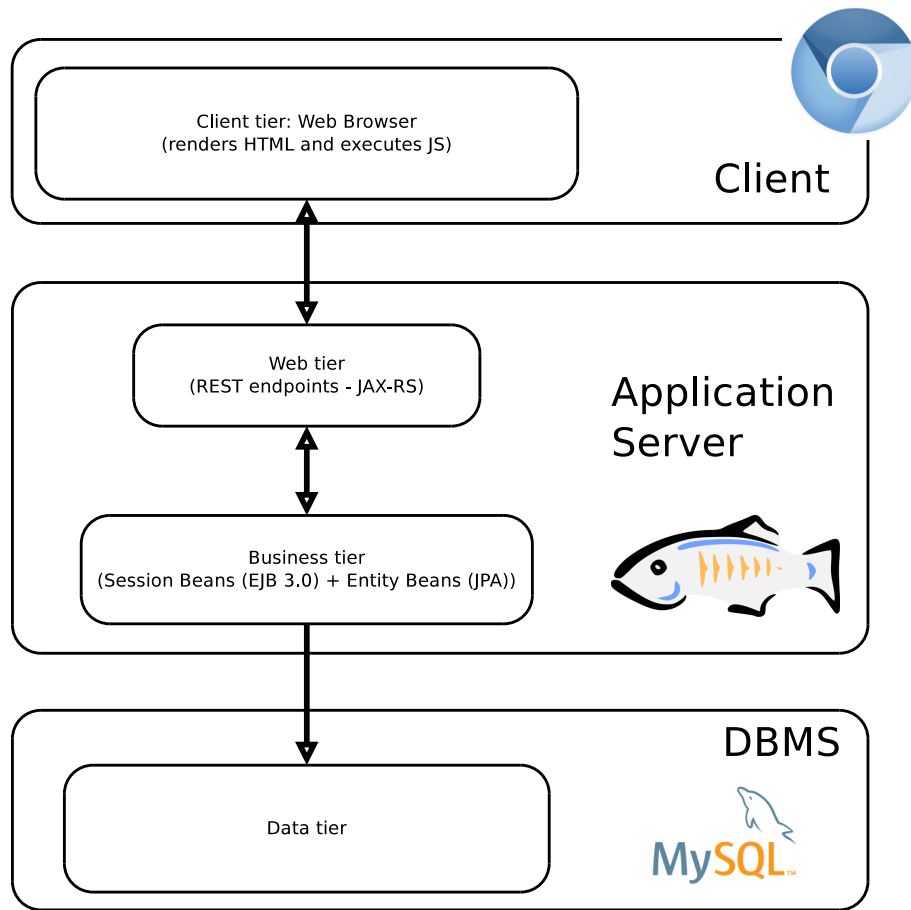 Client tier: Web Browser
(renders HTML and executes JS)
Client
Web tier
(REST endpoints - JAX-RS)
Application
Server
Business tier
(Session Beans (EJB 3.0) + Entity Beans (JPA))
DBMS
Data tier
MySQL™